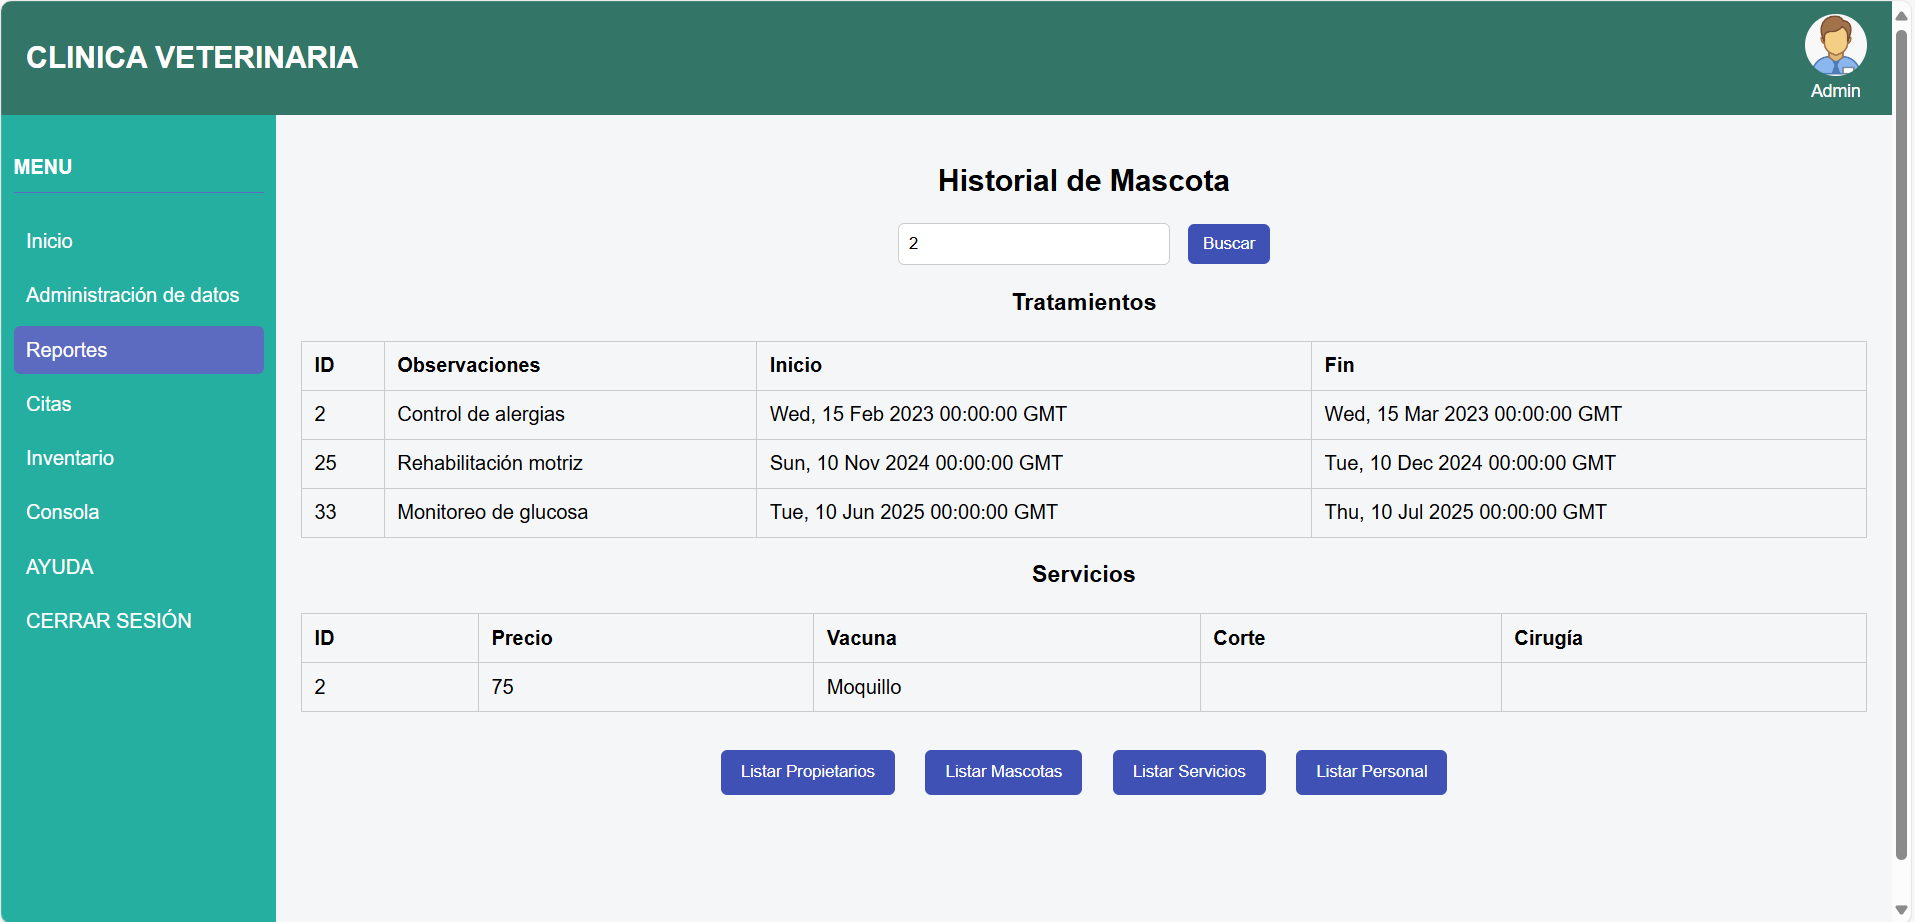 CLINICA VETERINARIA
Admin
MENU
Inicio
Administración de datos
Reportes
Citas
Inventario
Consola
AYUDA
CERRAR SESIÓN
Historial de Mascota
2 Buscar
Tratamientos
ID Observaciones Inicio Fin
2 Control de alergias Wed, 15 Feb 2023 00:00:00 GMT Wed, 15 Mar 2023 00:00:00 GMT
25 Rehabilitación motriz Sun, 10 Nov 2024 00:00:00 GMT Tue, 10 Dec 2024 00:00:00 GMT
33 Monitoreo de glucosa Tue, 10 Jun 2025 00:00:00 GMT Thu, 10 Jul 2025 00:00:00 GMT
Servicios
ID Precio Vacuna Corte Cirugía
2 75 Moquillo
Listar Propietarios Listar Mascotas Listar Servicios Listar Personal